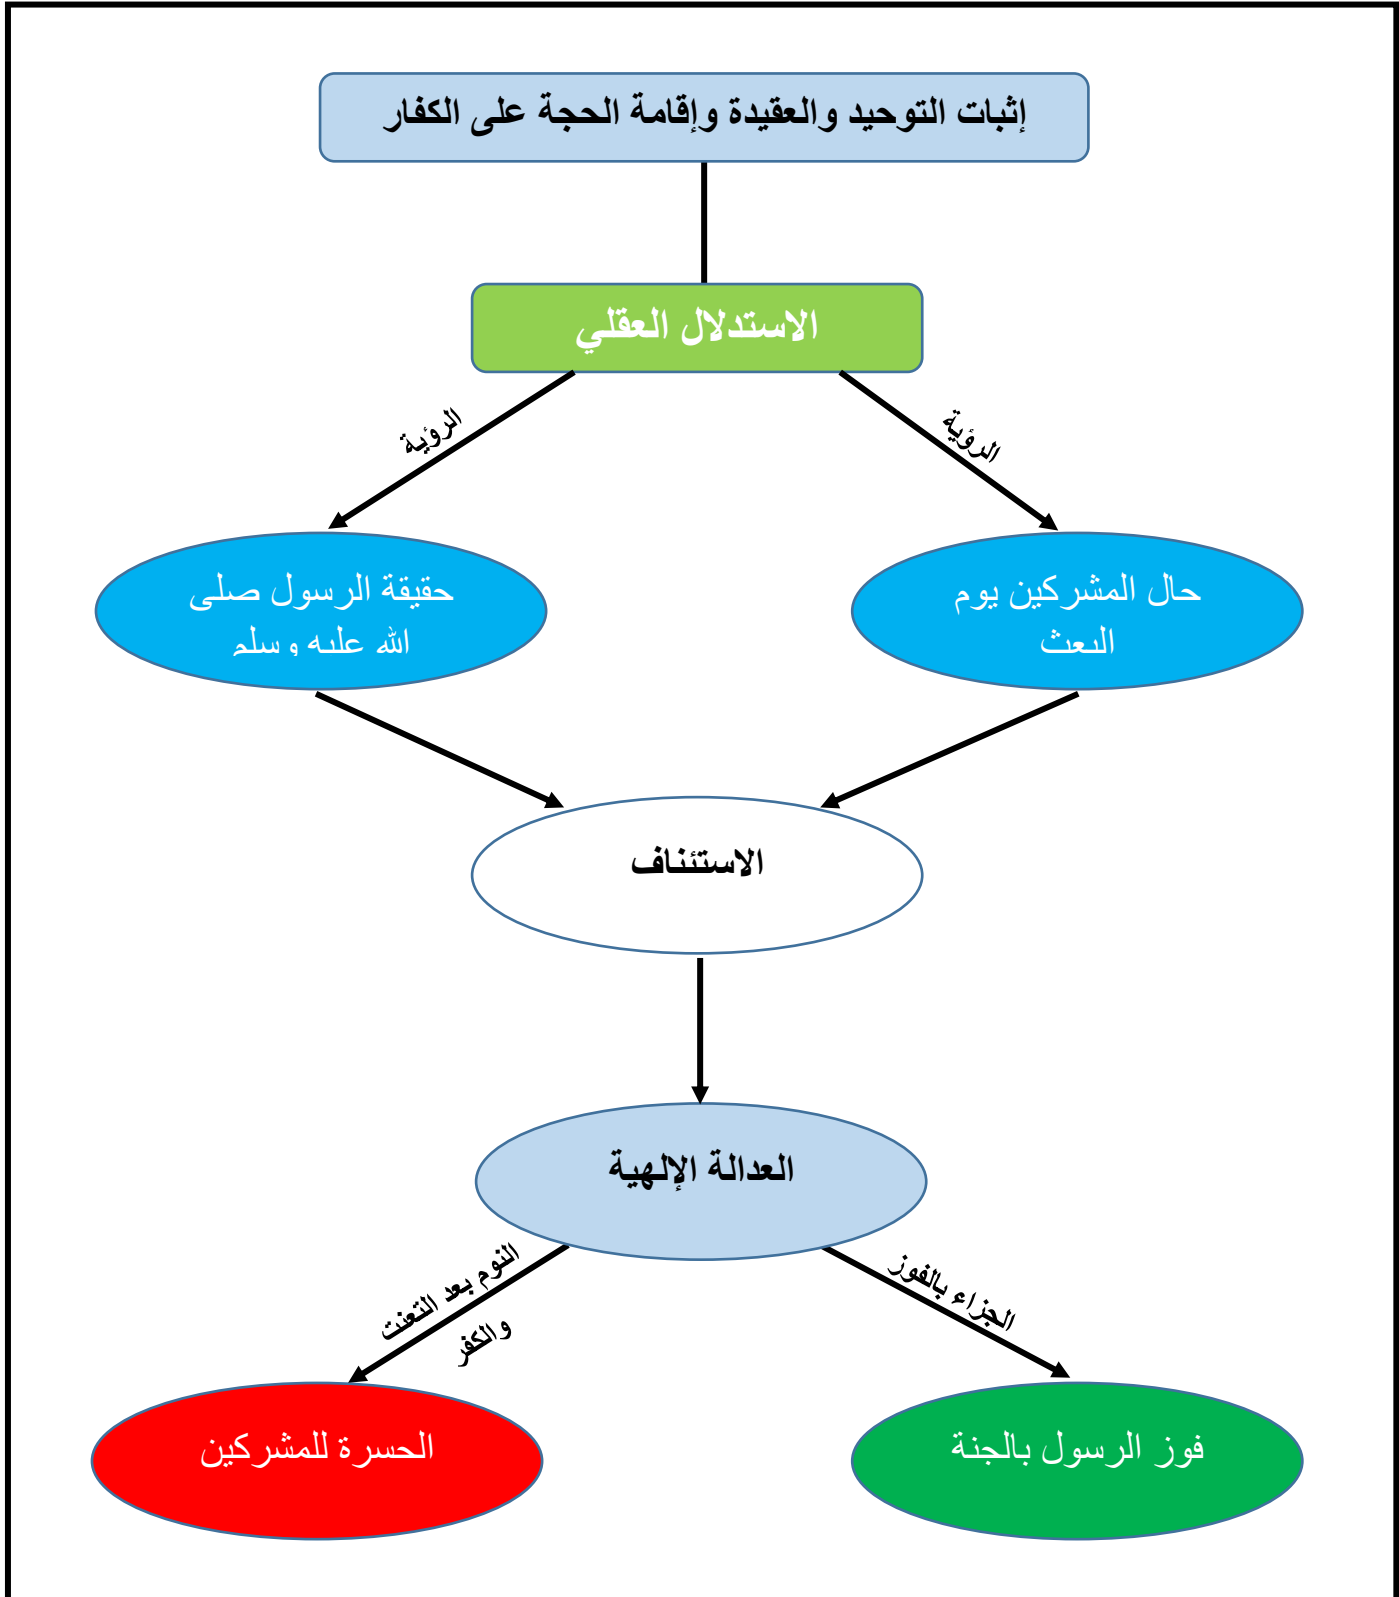 إثبات التوحيد والعقيدة وإقامة الحجة على الكفار
الاستدلال العقلي
الرؤية
الرؤية
حال المشركين يوم
البعث
حقيقة الرسول صلى
الله عليه وسلم
الاستئناف
العدالة الإلهية
الجزاء بالفوز
النوم بعد التعنت
والكفر
فوز الرسول بالجنة
الحسرة للمشركين